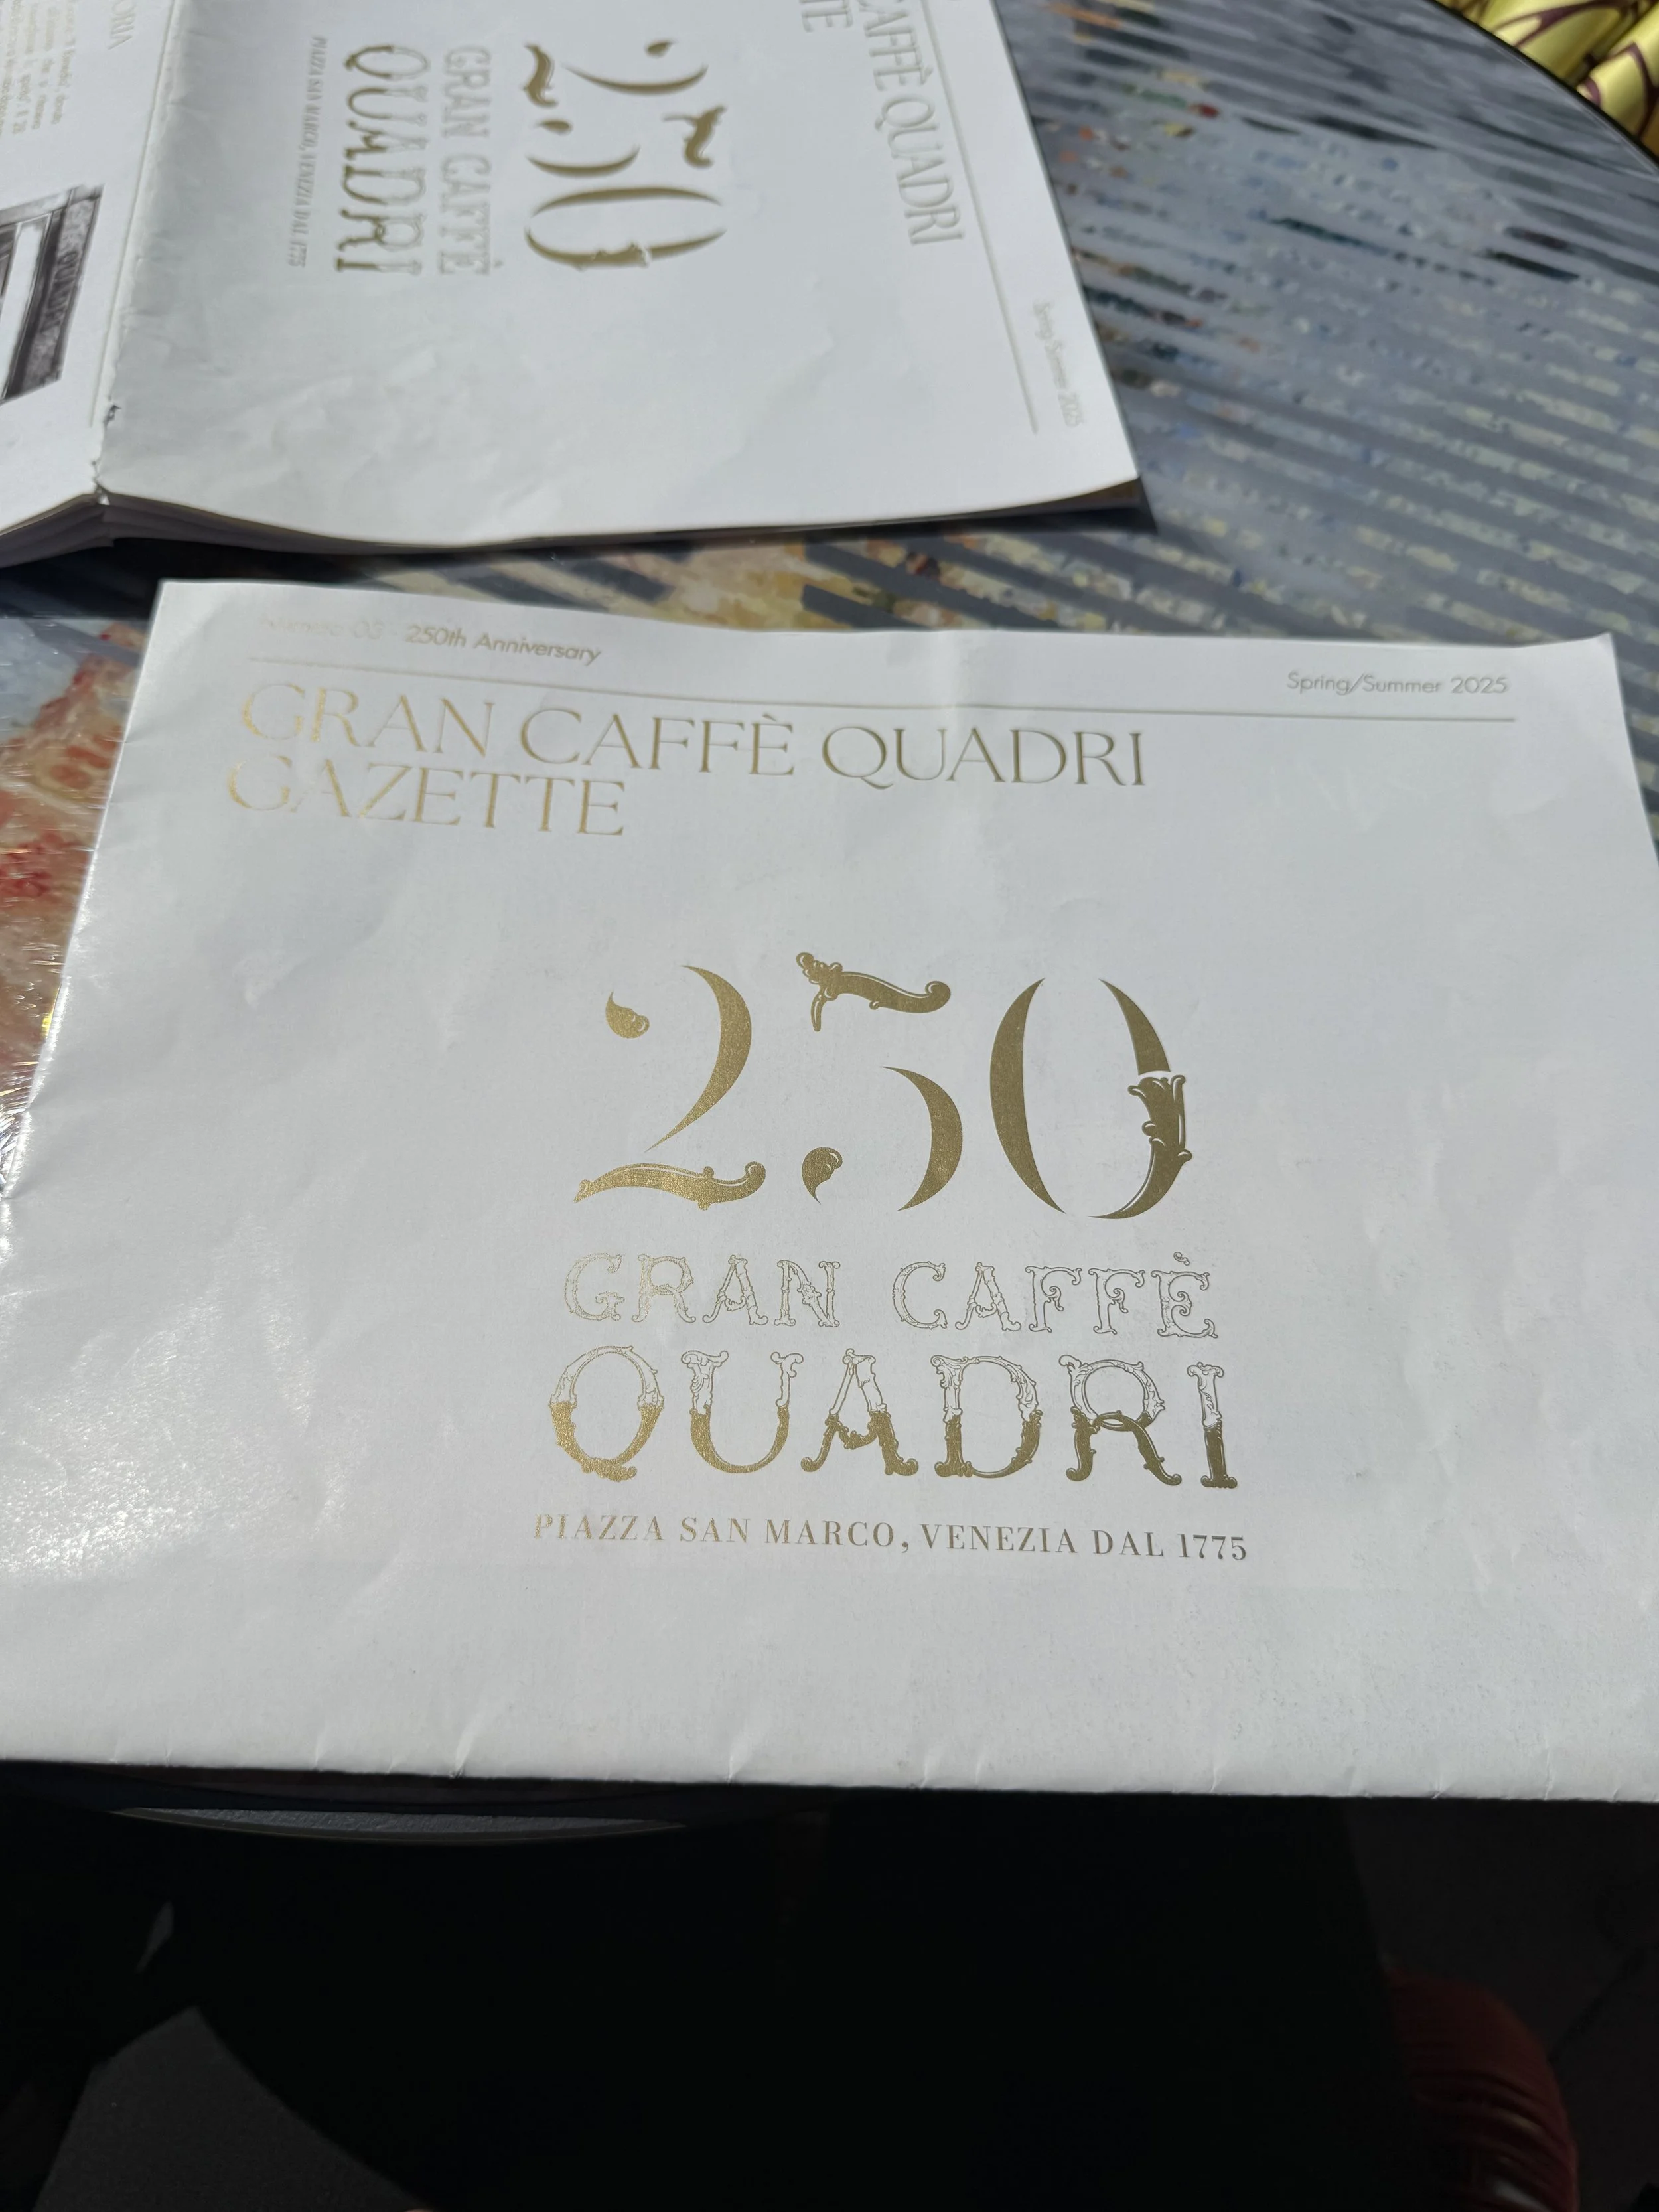 CAFFÈ QUADRI
Spring/Summer 2025
250
GRAN CAFFÈ
QUADRI
PIAZZA SAN MARCO, VENEZIA DAL 1775
03 - 250th Anniversary
Spring/Summer 2025
GRAN CAFFÈ QUADRI
GAZETTE
250
GRAN CAFFÈ
QUADRI
PIAZZA SAN MARCO, VENEZIA DAL 1775